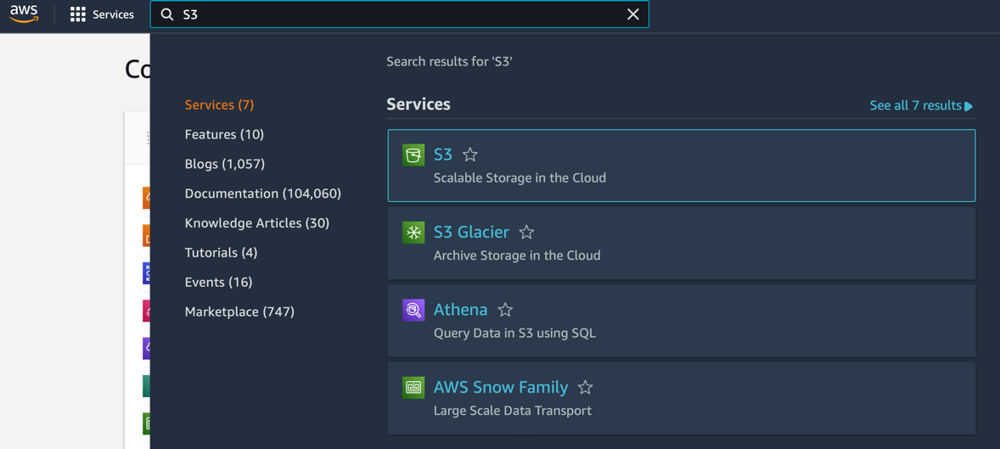 aws
Services
S3
Co
Search results for 'S3'
Services (7)
Features (10)
Blogs (1,057)
Documentation (104,060)
Knowledge Articles (30)
Tutorials (4)
Events (16)
Marketplace (747)
Services
See all 7 results
S3
Scalable Storage in the Cloud
S3 Glacier
Archive Storage in the Cloud
Athena
Query Data in S3 using SQL
AWS Snow Family
Large Scale Data Transport